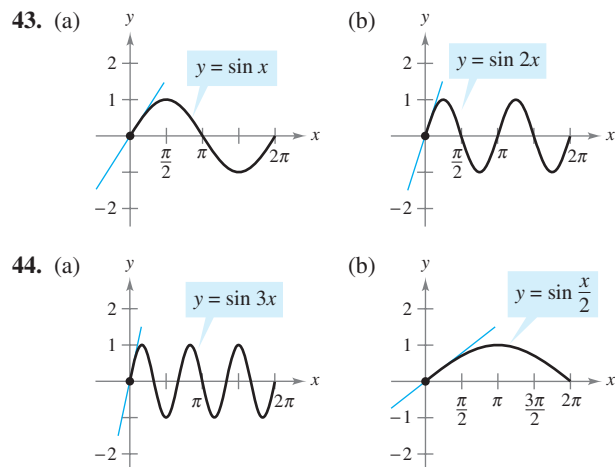 43. (a)
y
2
1
−2
y = sin x
π/2
π
2π
x
(b)
y
2
1
−2
y = sin 2x
π/2
π
2π
x
44. (a)
y
2
1
−2
y = sin 3x
π
2π
x
(b)
y
2
1
−1
−2
y = sin x/2
π/2
π
3π/2
2π
x